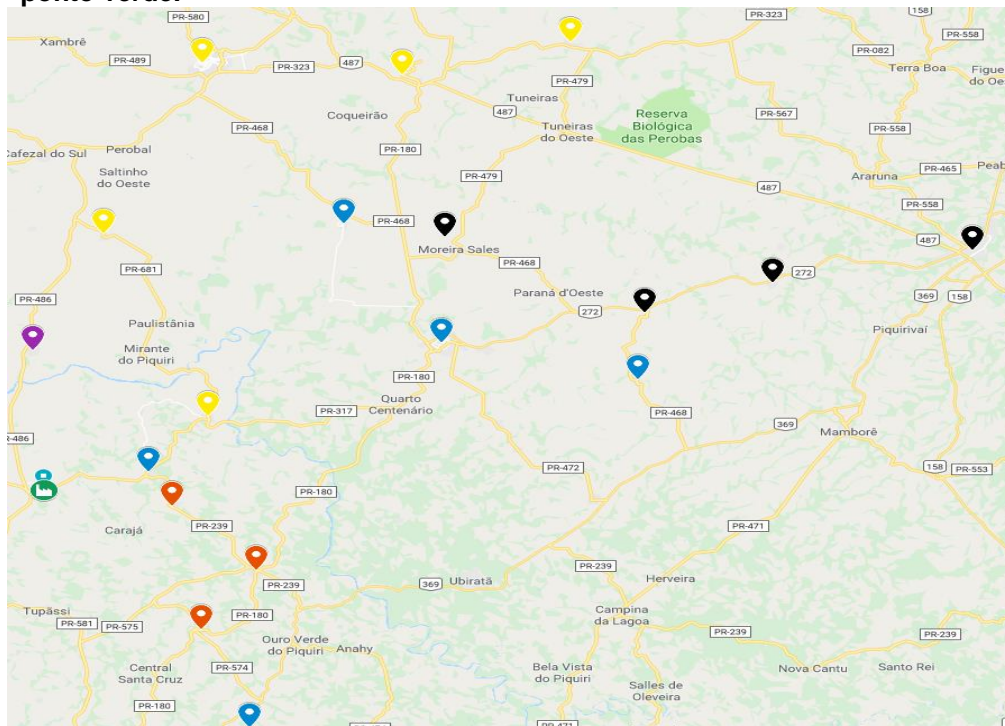 ponto verde.
PR-580
PR-323
158
PR-558
Xambrê
PR-489
PR-323
487
PR-082
Terra Boa
Figue
do Oe
PR-479
Tuneiras
487
Coqueirão
PR-468
Reserva
Biológica
das Perobas
PR-567
Tuneiras
do Oeste
PR-558
Cafezal do Sul
Perobal
PR-180
PR-465
Peab
Saltinho
do Oeste
PR-479
Araruna
487
PR-558
PR-468
487
Moreira Sales
PR-468
PR-681
272
PR-486
Paraná d'Oeste
369
158
272
Paulistânia
Piquirivaí
Mirante
do Piquiri
PR-180
Quarto
Centenário
PR-317
PR-468
369
Mamborê
R-486
PR-472
158
PR-553
PR-180
Carajá
PR-239
PR-471
PR-239
Herveira
PR-239
369
Ubiratã
Tupãssi
PR-180
Campina
da Lagoa
PR-581
PR-575
PR-239
PR-239
Ouro Verde
do Piquiri
Anahy
Central
Santa Cruz
PR-574
Bela Vista
do Piquiri
Nova Cantu
Santo Rei
Salles de
Oleveira
PR-180
PR-471